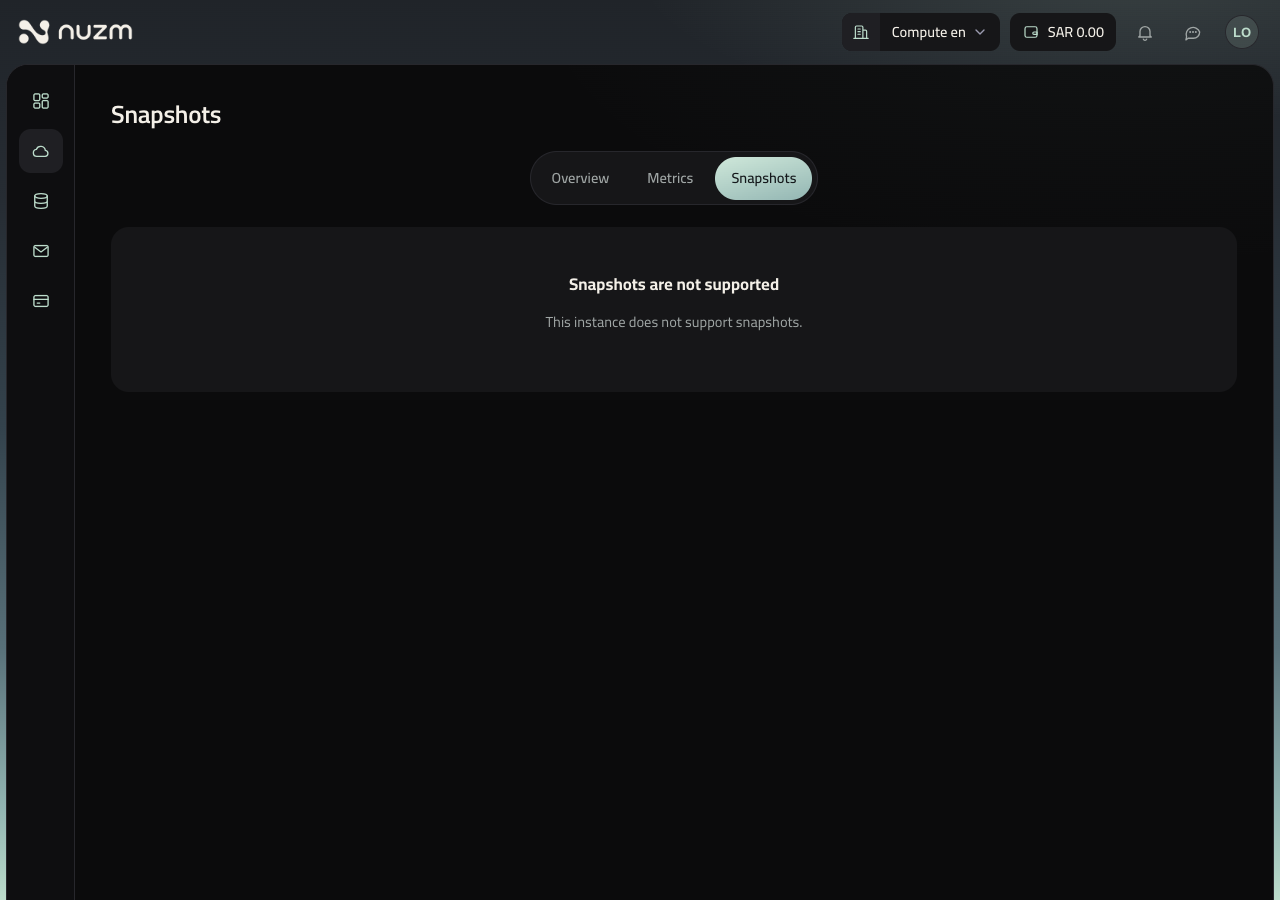 nuzm
Compute en
SAR 0.00
LO
Snapshots
Overview
Metrics
Snapshots
Snapshots are not supported
This instance does not support snapshots.